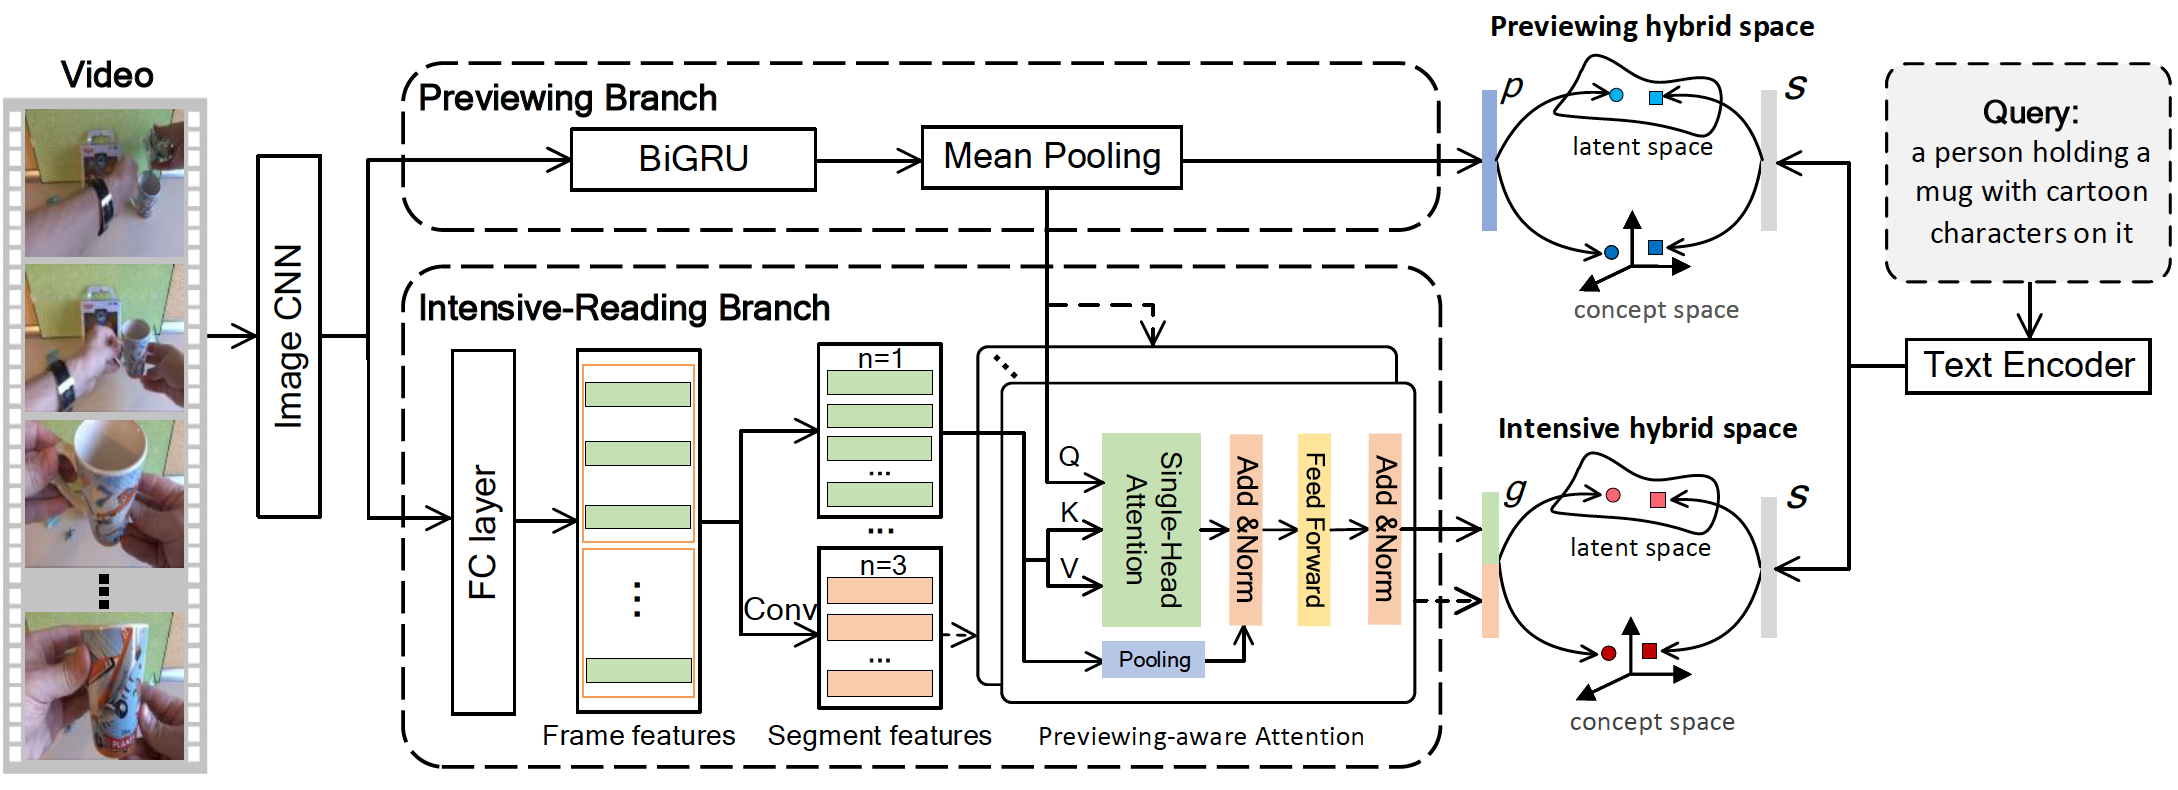 Video
Image CNN
Previewing Branch
BiGRU
Mean Pooling
Intensive-Reading Branch
FC layer
Frame features
n=1
...
...
Conv
n=3
...
Segment features
Q
K
V
Single-Head
Attention
Add &Norm
Feed Forward
Add &Norm
Pooling
Previewing-aware Attention
Previewing hybrid space
p
s
latent space
concept space
Intensive hybrid space
g
s
latent space
concept space
Query:
a person holding a
mug with cartoon
characters on it
Text Encoder